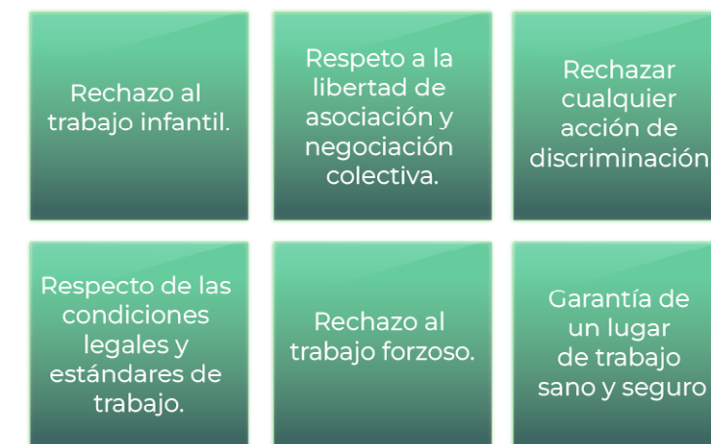 Rechazo al
trabajo infantil.
Respeto a la
libertad de
asociación y
negociación
colectiva.
Rechazar
cualquier
acción de
discriminación
Respecto de las
condiciones
legales y
estándares de
trabajo.
Rechazo al
trabajo forzoso.
Garantía de
un lugar
de trabajo
sano y seguro